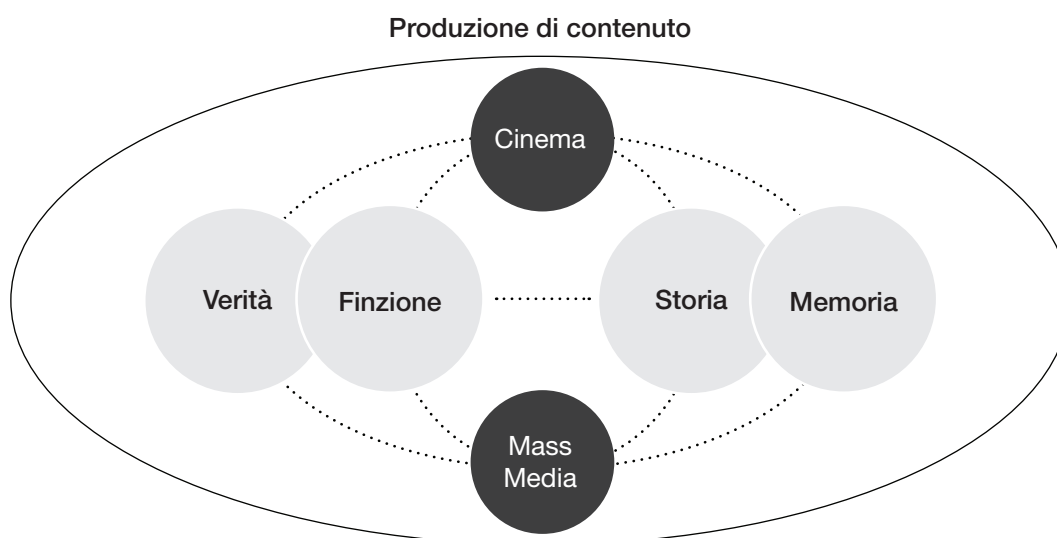 Produzione di contenuto
Cinema
Verità
Finzione
Storia
Memoria
Mass
Media